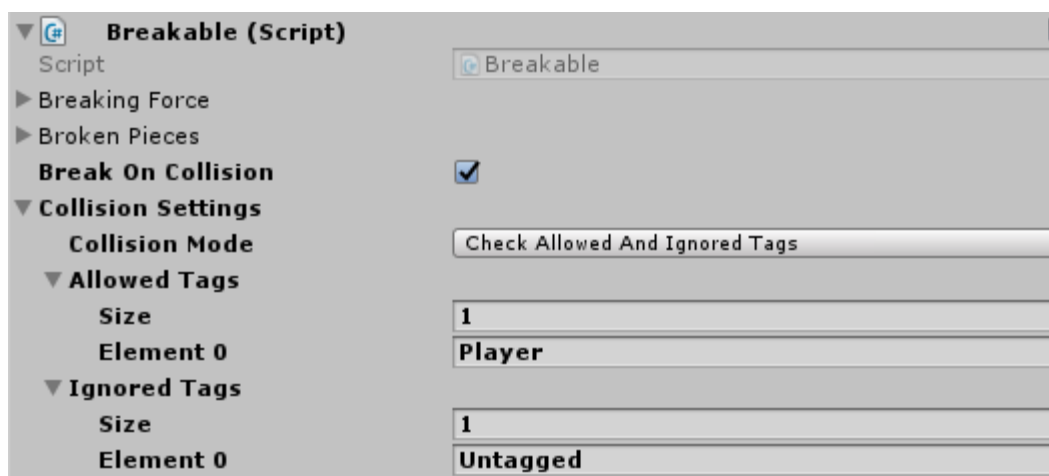 Breakable (Script)
Script Breakable
Breaking Force
Broken Pieces
Break On Collision
Collision Settings
Collision Mode Check Allowed And Ignored Tags
Allowed Tags
Size 1
Element 0 Player
Ignored Tags
Size 1
Element 0 Untagged